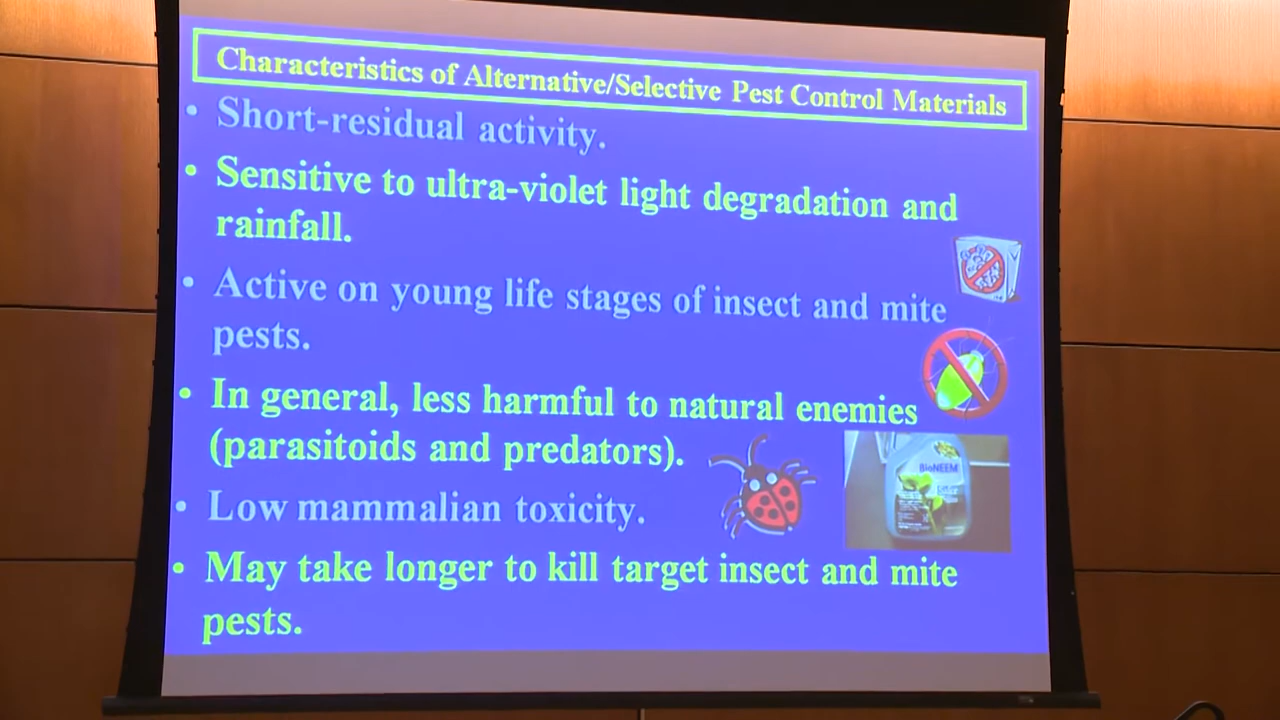 Characteristics of Alternative/Selective Pest Control Materials
• Short-residual activity.
• Sensitive to ultra-violet light degradation and
rainfall.
• Active on young life stages of insect and mite
pests.
• In general, less harmful to natural enemies
(parasitoids and predators).
BioNEEM
• Low mammalian toxicity.
• May take longer to kill target insect and mite
pests.